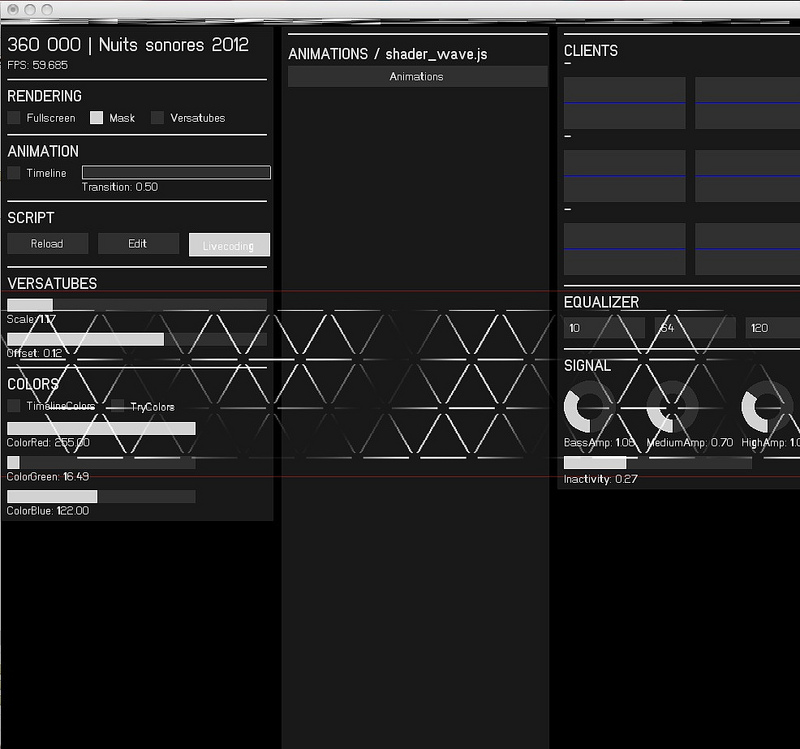 360 000 | Nuits sonores 2012
FPS: 59.685
RENDERING
Fullscreen Mask Versatubes
ANIMATION
Timeline
Transition: 0.50
SCRIPT
Reload Edit Livecoding
VERSATUBES
Scale: 1.17
Offset: 0.12
COLORS
TimelineColors TryColors
ColorRed: 255.00
ColorGreen: 16.49
ColorBlue: 122.00
ANIMATIONS / shader_wave.js
Animations
CLIENTS
–
–
–
EQUALIZER
10 64 120
SIGNAL
BassAmp: 1.05 MediumAmp: 0.70 HighAmp: 1.0
Inactivity: 0.27